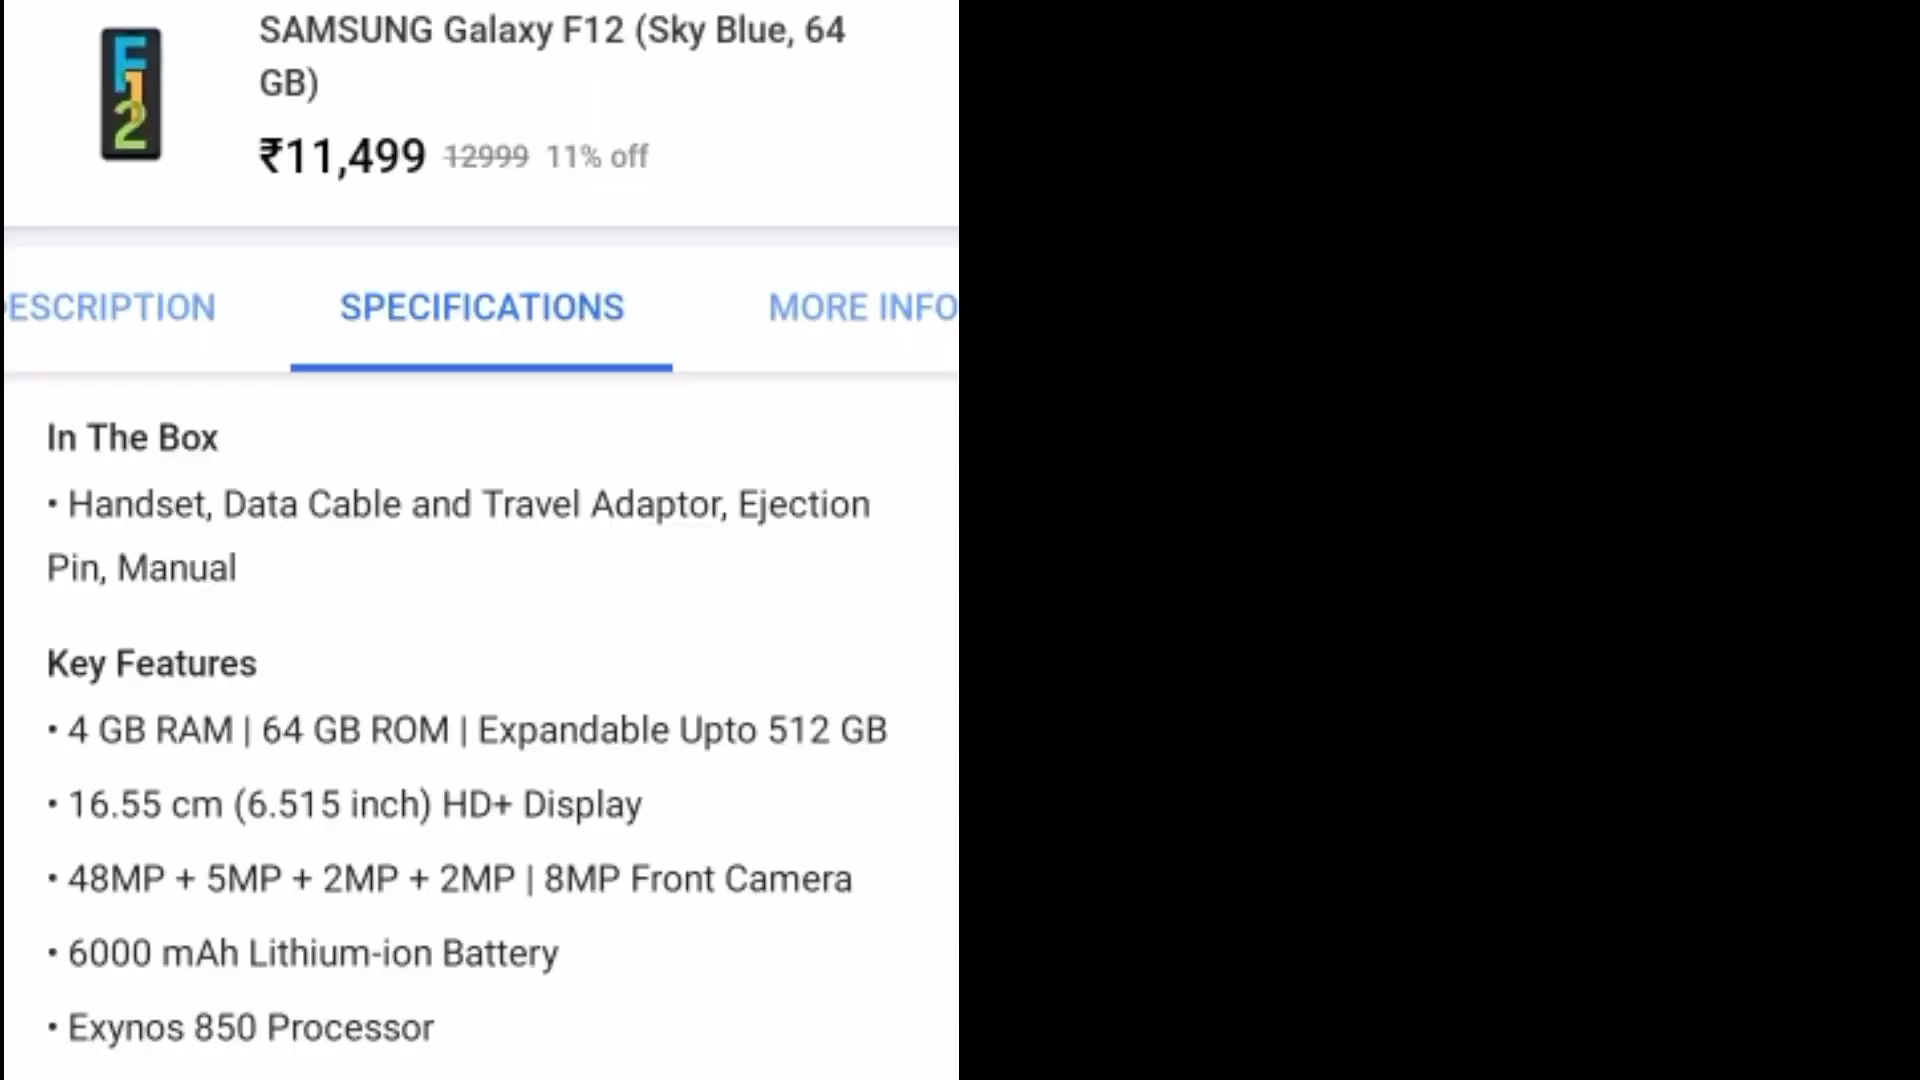 F12
SAMSUNG Galaxy F12 (Sky Blue, 64
GB)
₹11,499 12999 11% off
ESCRIPTION SPECIFICATIONS MORE INFO
In The Box
• Handset, Data Cable and Travel Adaptor, Ejection
Pin, Manual
Key Features
• 4 GB RAM | 64 GB ROM | Expandable Upto 512 GB
• 16.55 cm (6.515 inch) HD+ Display
• 48MP + 5MP + 2MP + 2MP | 8MP Front Camera
• 6000 mAh Lithium-ion Battery
• Exynos 850 Processor